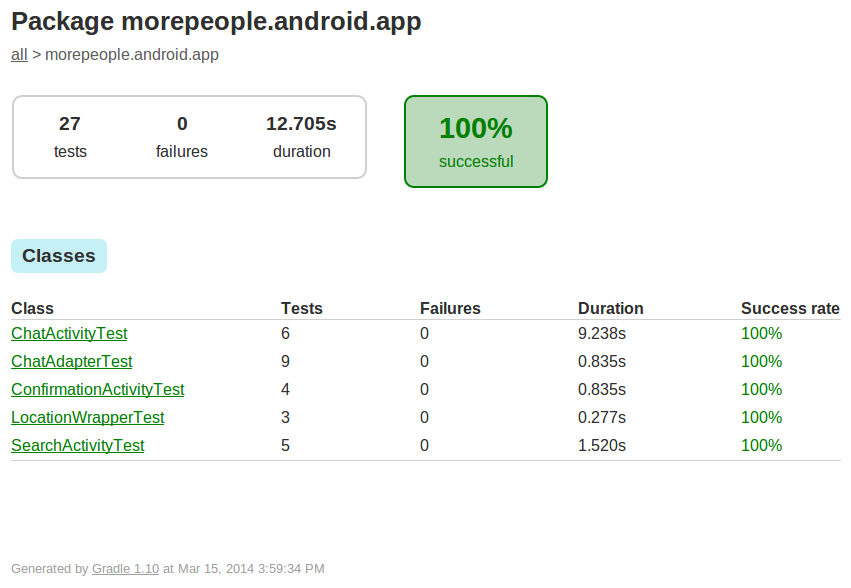 Package morepeople.android.app
all > morepeople.android.app
27 0 12.705s
tests failures duration
100%
successful
Classes
Class Tests Failures Duration Success rate
ChatActivityTest 6 0 9.238s 100%
ChatAdapterTest 9 0 0.835s 100%
ConfirmationActivityTest 4 0 0.835s 100%
LocationWrapperTest 3 0 0.277s 100%
SearchActivityTest 5 0 1.520s 100%
Generated by Gradle 1.10 at Mar 15, 2014 3:59:34 PM